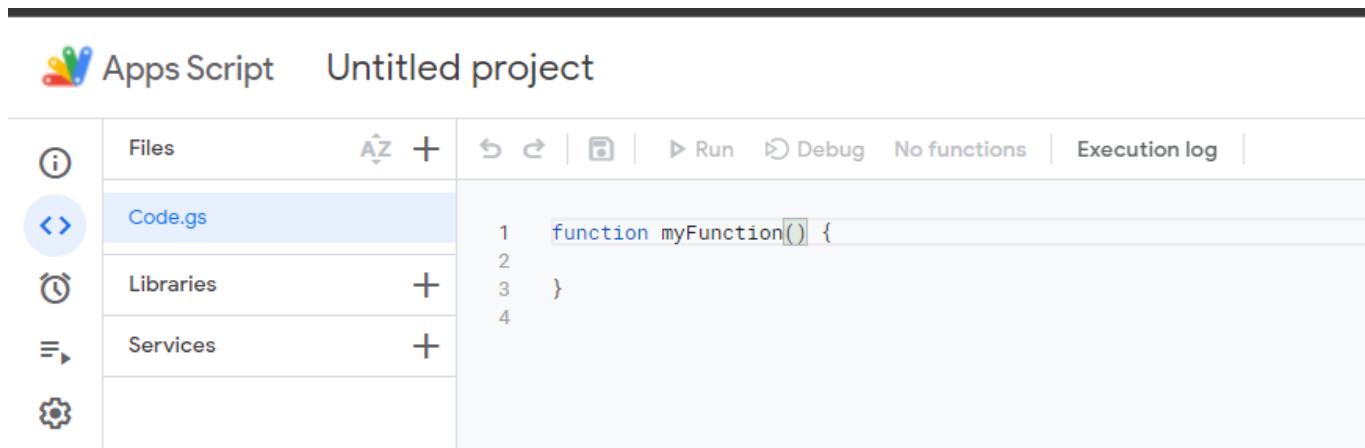 Apps Script Untitled project
Files AZ
Run Debug No functions Execution log
Code.gs
1 function myFunction() {
2
3 }
4
Libraries
Services